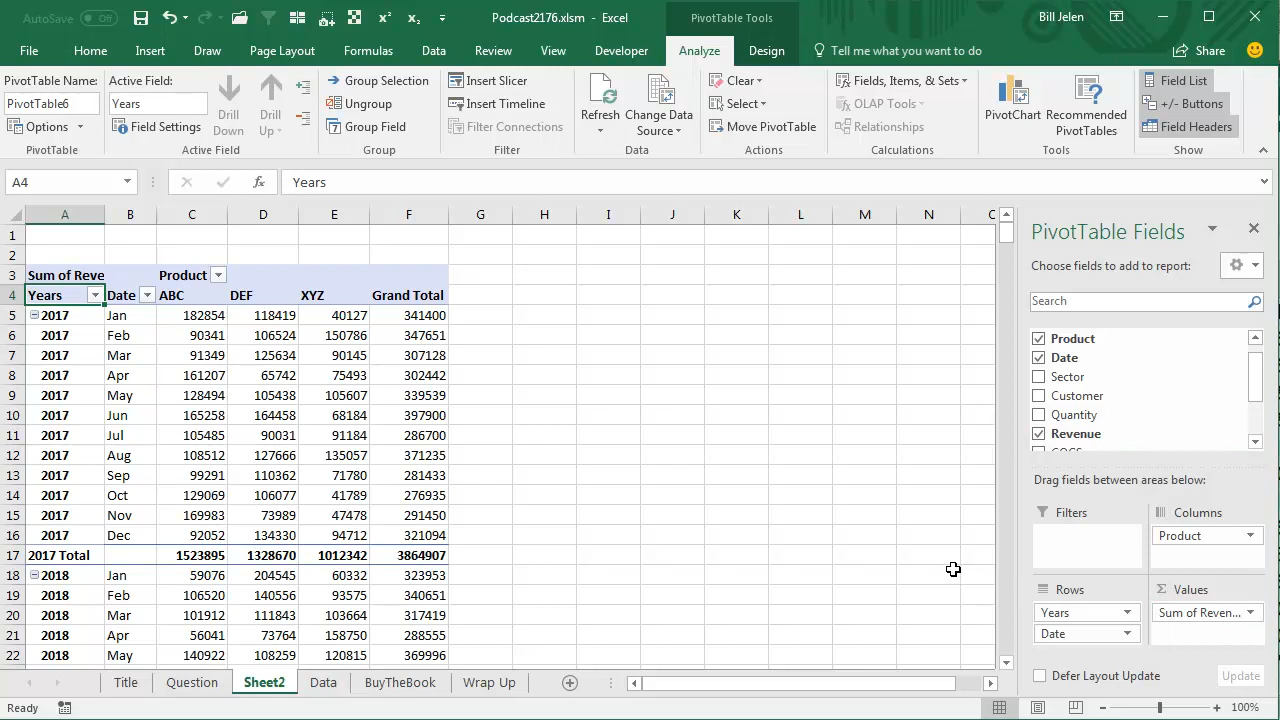 AutoSave Off Podcast2176.xlsm - Excel PivotTable Tools Bill Jelen
File Home Insert Draw Page Layout Formulas Data Review View Developer Analyze Design Tell me what you want to do Share
PivotTable Name: Active Field: Group Selection Insert Slicer Clear Fields, Items, & Sets Field List
PivotTable6 Years Ungroup Insert Timeline Select OLAP Tools +/- Buttons
Options Field Settings Drill Down Drill Up Group Field Filter Connections Refresh Change Data Source Move PivotTable Relationships PivotChart Recommended PivotTables Field Headers
PivotTable Active Field Group Filter Data Actions Calculations Tools Show
A4 fx Years
A B C D E F G H I J K L M N O
1
2
3 Sum of Reve Product
4 Years Date ABC DEF XYZ Grand Total
5 2017 Jan 182854 118419 40127 341400
6 2017 Feb 90341 106524 150786 347651
7 2017 Mar 91349 125634 90145 307128
8 2017 Apr 161207 65742 75493 302442
9 2017 May 128494 105438 105607 339539
10 2017 Jun 165258 164458 68184 397900
11 2017 Jul 105485 90031 91184 286700
12 2017 Aug 108512 127666 135057 371235
13 2017 Sep 99291 110362 71780 281433
14 2017 Oct 129069 106077 41789 276935
15 2017 Nov 169983 73989 47478 291450
16 2017 Dec 92052 134330 94712 321094
17 2017 Total 1523895 1328670 1012342 3864907
18 2018 Jan 59076 204545 60332 323953
19 2018 Feb 106520 140556 93575 340651
20 2018 Mar 101912 111843 103664 317419
21 2018 Apr 56041 73764 158750 288555
22 2018 May 140922 108259 120815 369996
PivotTable Fields
Choose fields to add to report:
Search
Product
Date
Sector
Customer
Quantity
Revenue
COGS
Drag fields between areas below:
Filters Columns
Product
Rows Σ Values
Years Sum of Reven...
Date
Defer Layout Update Update
Title Question Sheet2 Data BuyTheBook Wrap Up
Ready 100%